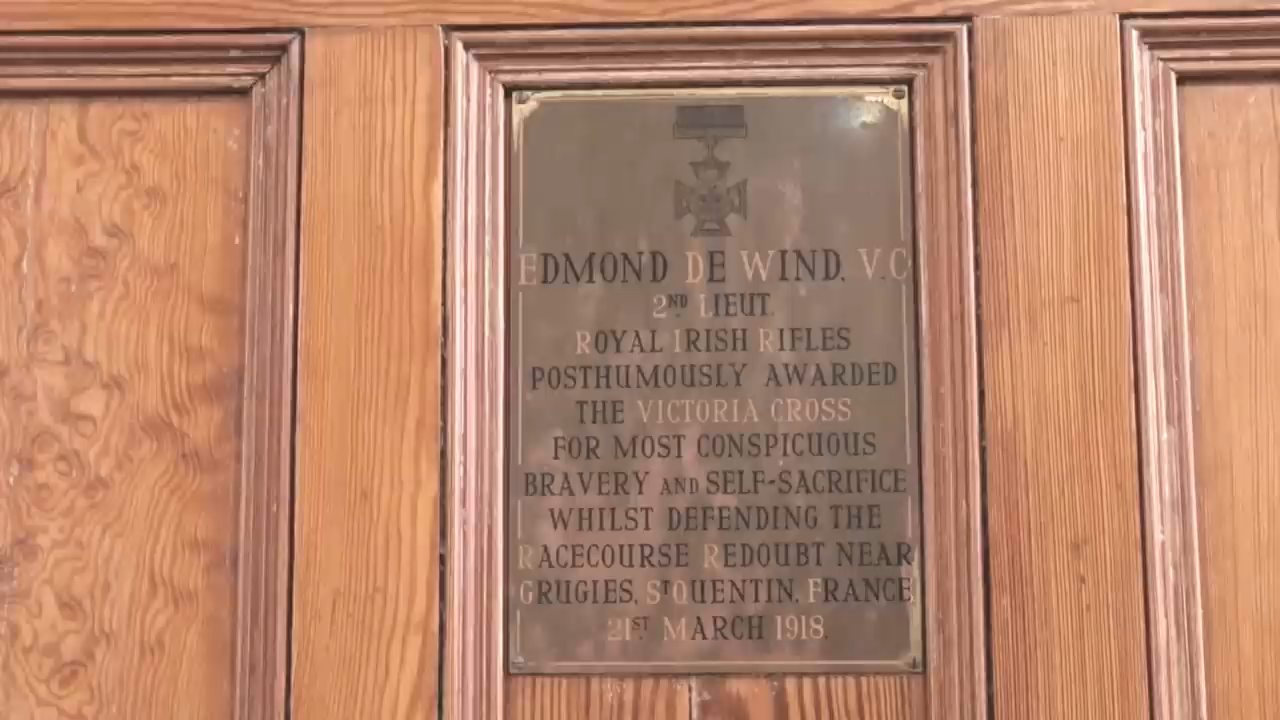 EDMOND DE WIND. V.C
2ND LIEUT.
ROYAL IRISH RIFLES
POSTHUMOUSLY AWARDED
THE VICTORIA CROSS
FOR MOST CONSPICUOUS
BRAVERY AND SELF-SACRIFICE
WHILST DEFENDING THE
RACECOURSE REDOUBT NEAR
GRUGIES, ST QUENTIN, FRANCE
21ST MARCH 1918.